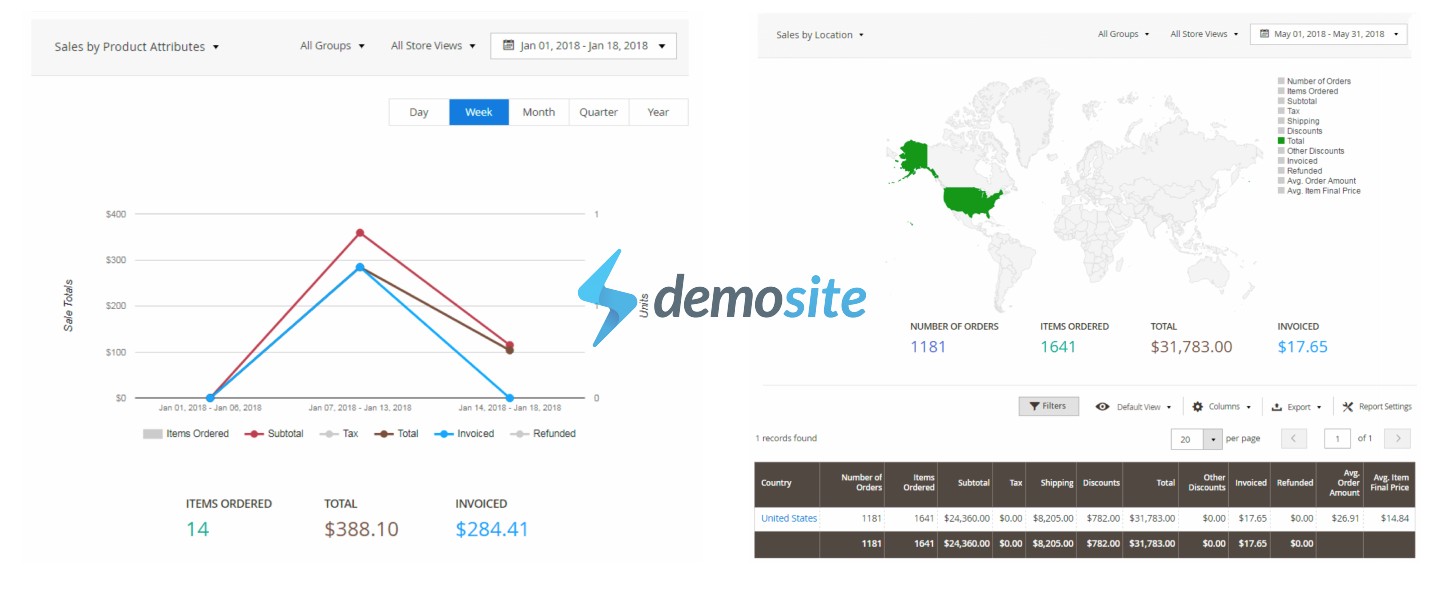 Sales by Product Attributes
All Groups
All Store Views
Jan 01, 2018 - Jan 18, 2018
Day Week Month Quarter Year
$400
$300
$200
$100
$0
Sale Totals
1
1
0
Units
Jan 01, 2018 - Jan 06, 2018
Jan 07, 2018 - Jan 13, 2018
Jan 14, 2018 - Jan 18, 2018
Items Ordered Subtotal Tax Total Invoiced Refunded
ITEMS ORDERED TOTAL INVOICED
14 $388.10 $284.41
demosite
Sales by Location
All Groups
All Store Views
May 01, 2018 - May 31, 2018
Number of Orders
Items Ordered
Subtotal
Tax
Shipping
Discounts
Total
Other Discounts
Invoiced
Refunded
Avg. Order Amount
Avg. Item Final Price
NUMBER OF ORDERS ITEMS ORDERED TOTAL INVOICED
1181 1641 $31,783.00 $17.65
Filters Default View Columns Export Report Settings
1 records found
20 per page
1 of 1
Country Number of Orders Items Ordered Subtotal Tax Shipping Discounts Total Other Discounts Invoiced Refunded Avg. Order Amount Avg. Item Final Price
United States 1181 1641 $24,360.00 $0.00 $8,205.00 $782.00 $31,783.00 $0.00 $17.65 $0.00 $26.91 $14.84
1181 1641 $24,360.00 $0.00 $8,205.00 $782.00 $31,783.00 $0.00 $17.65 $0.00